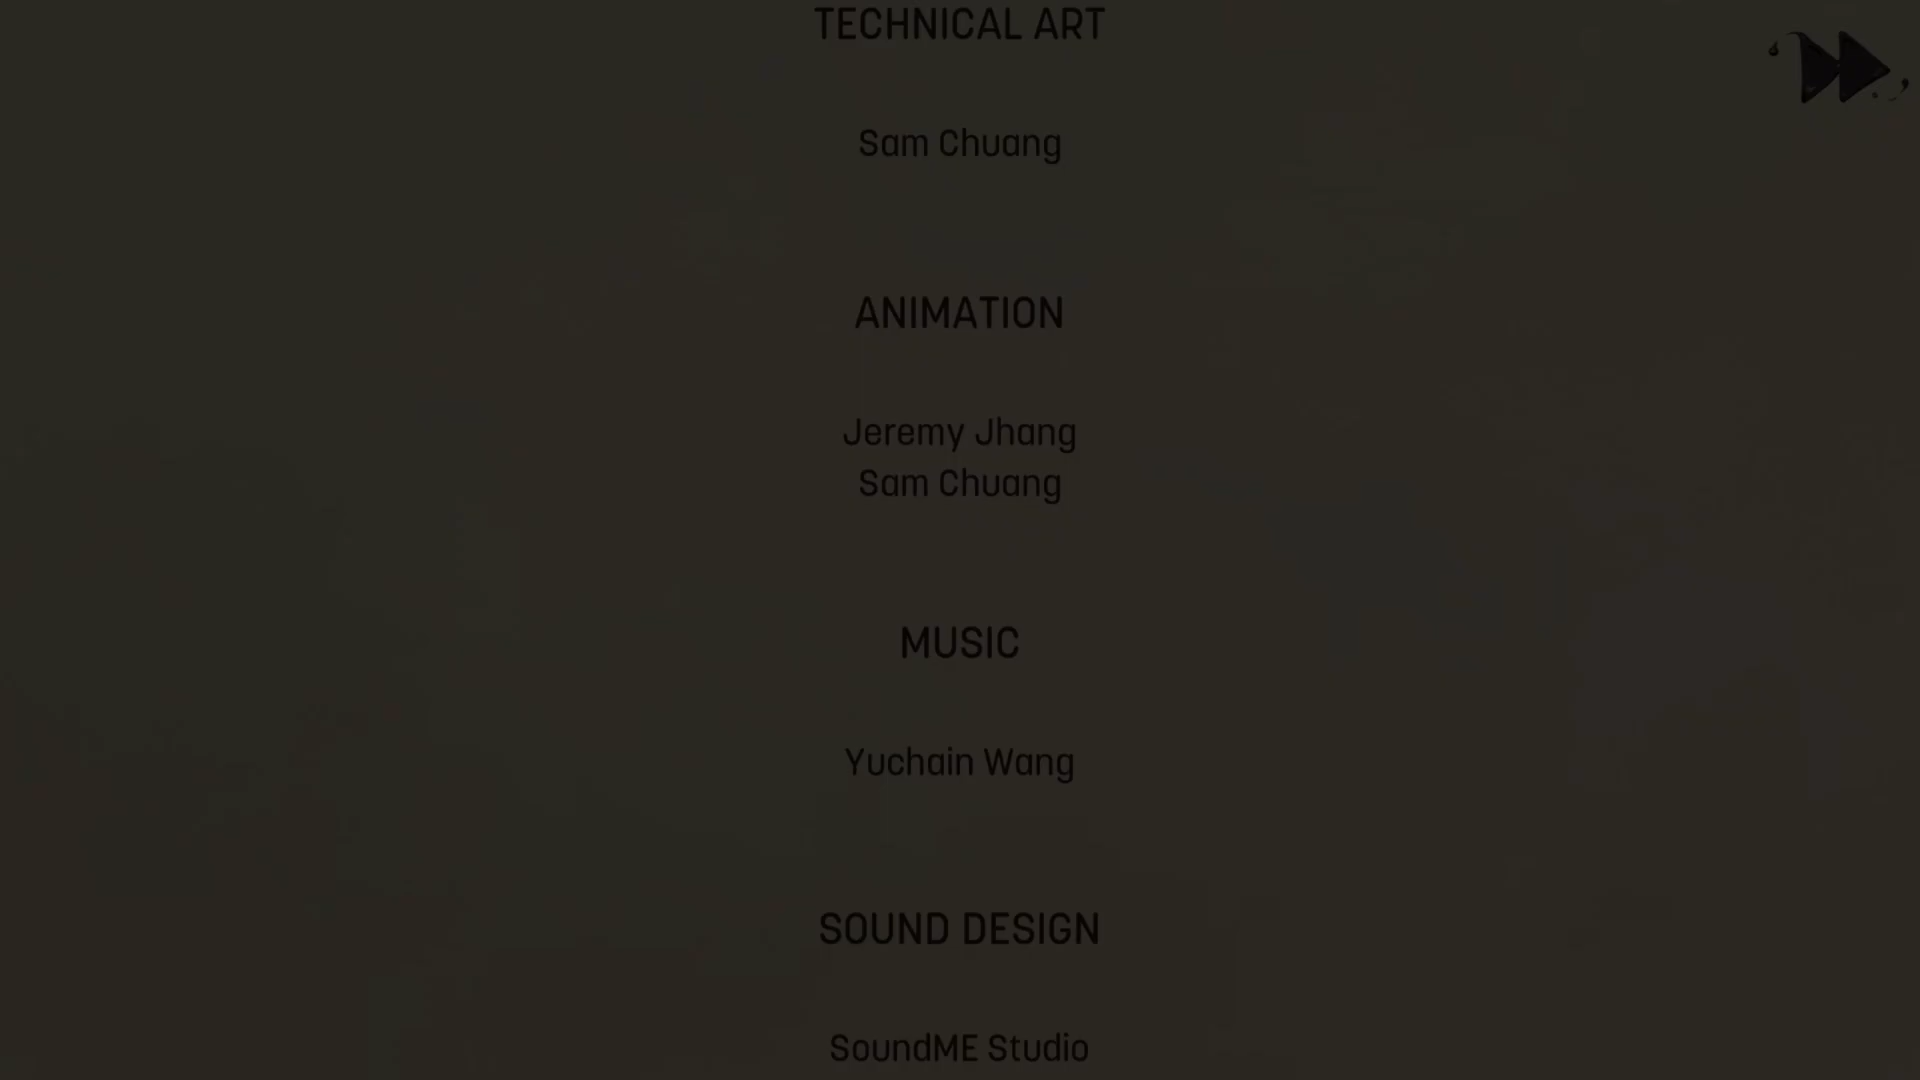 TECHNICAL ART
Sam Chuang
ANIMATION
Jeremy Jhang
Sam Chuang
MUSIC
Yuchain Wang
SOUND DESIGN
SoundME Studio